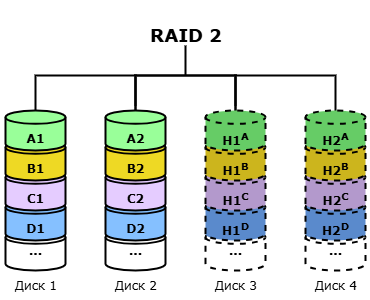 RAID 2
A1 A2 H1ᴬ H2ᴬ
B1 B2 H1ᴮ H2ᴮ
C1 C2 H1ꟲ H2ꟲ
D1 D2 H1ᴰ H2ᴰ
... ... ... ...
Диск 1 Диск 2 Диск 3 Диск 4